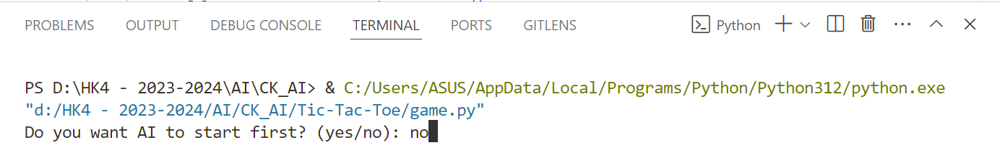 PROBLEMS OUTPUT DEBUG CONSOLE TERMINAL PORTS GITLENS Python
PS D:\HK4 - 2023-2024\AI\CK_AI> & C:/Users/ASUS/AppData/Local/Programs/Python/Python312/python.exe
"d:/HK4 - 2023-2024/AI/CK_AI/Tic-Tac-Toe/game.py"
Do you want AI to start first? (yes/no): no